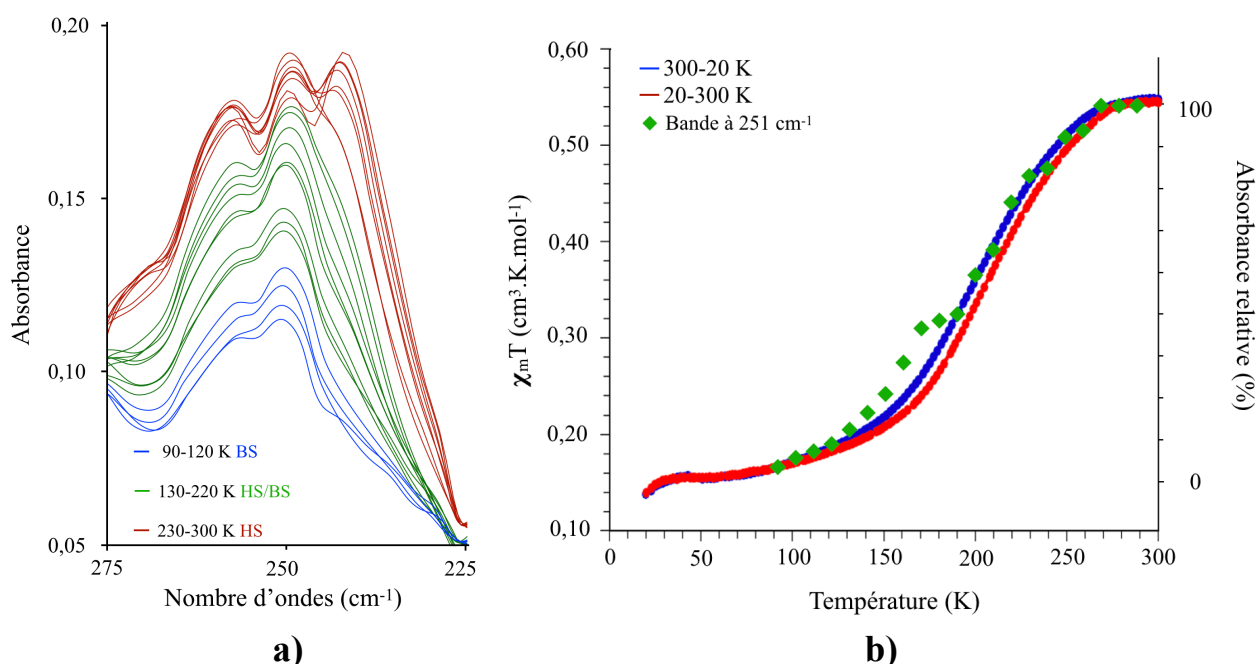 0,20
0,15
0,10
0,05
Absorbance
90-120 K BS
130-220 K HS/BS
230-300 K HS
275
250
225
Nombre d’ondes (cm-1)
a)
0,60
0,50
0,40
0,30
0,20
0,10
χmT (cm3.K.mol-1)
300-20 K
20-300 K
Bande à 251 cm-1
100
0
Absorbance relative (%)
0
50
100
150
200
250
300
Température (K)
b)